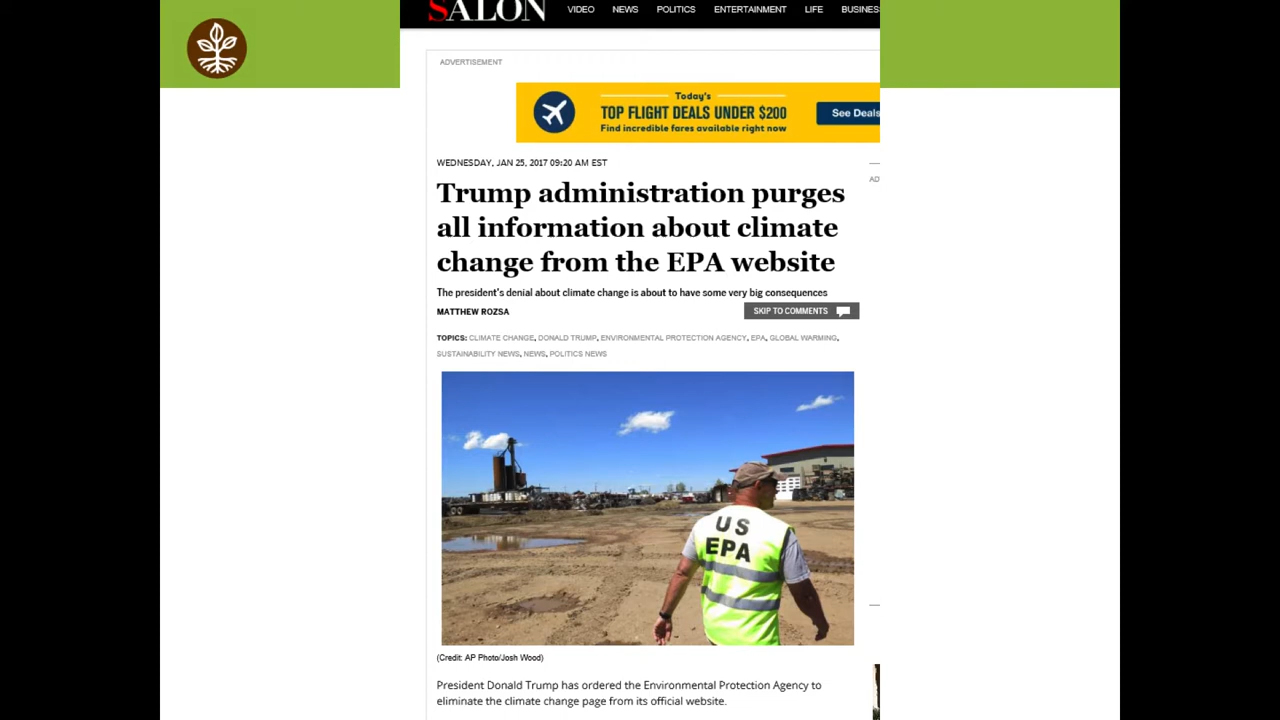 SALON
VIDEO NEWS POLITICS ENTERTAINMENT LIFE BUSINES
ADVERTISEMENT
Today's
TOP FLIGHT DEALS UNDER $200
Find incredible fares available right now
See Deals
WEDNESDAY, JAN 25, 2017 09:20 AM EST
AD
Trump administration purges
all information about climate
change from the EPA website
The president's denial about climate change is about to have some very big consequences
MATTHEW ROZSA
SKIP TO COMMENTS
TOPICS: CLIMATE CHANGE, DONALD TRUMP, ENVIRONMENTAL PROTECTION AGENCY, EPA, GLOBAL WARMING,
SUSTAINABILITY NEWS, NEWS, POLITICS NEWS
US
EPA
(Credit: AP Photo/Josh Wood)
President Donald Trump has ordered the Environmental Protection Agency to
eliminate the climate change page from its official website.